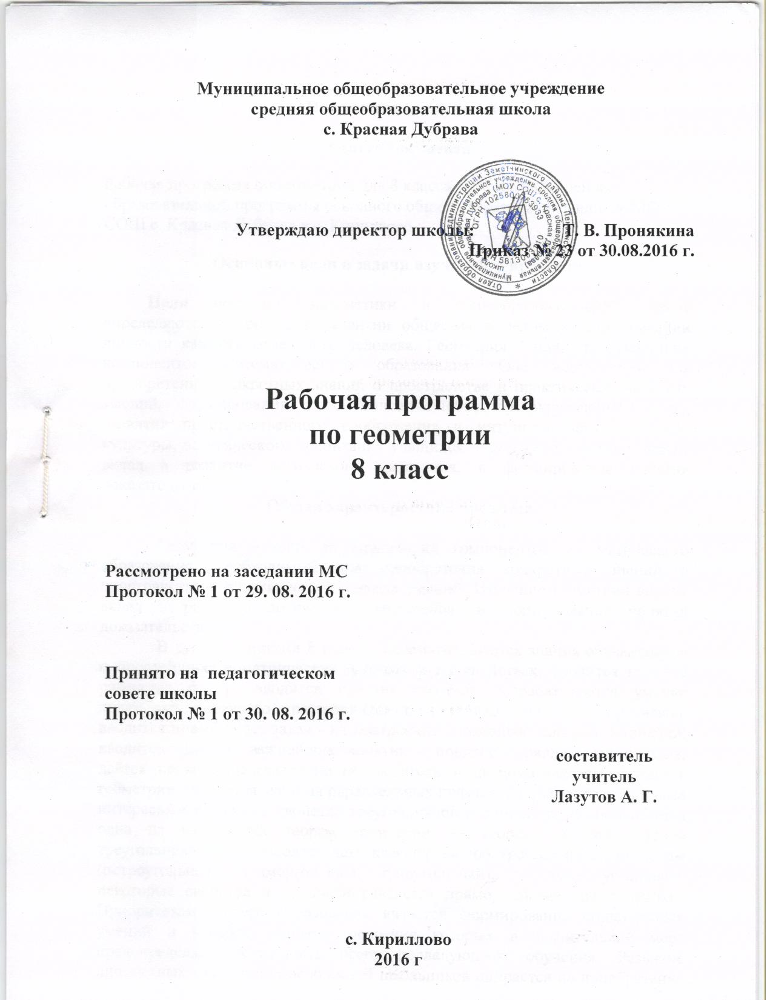 Муниципальное общеобразовательное учреждение
средняя общеобразовательная школа
с. Красная Дубрава
Утверждаю директор школы: Т. В. Пронякина
Приказ № 23 от 30.08.2016 г.
Рабочая программа
по геометрии
8 класс
Рассмотрено на заседании МС
Протокол № 1 от 29. 08. 2016 г.
Принято на педагогическом
совете школы
Протокол № 1 от 30. 08. 2016 г.
составитель
учитель
Лазутов А. Г.
с. Кириллово
2016 г